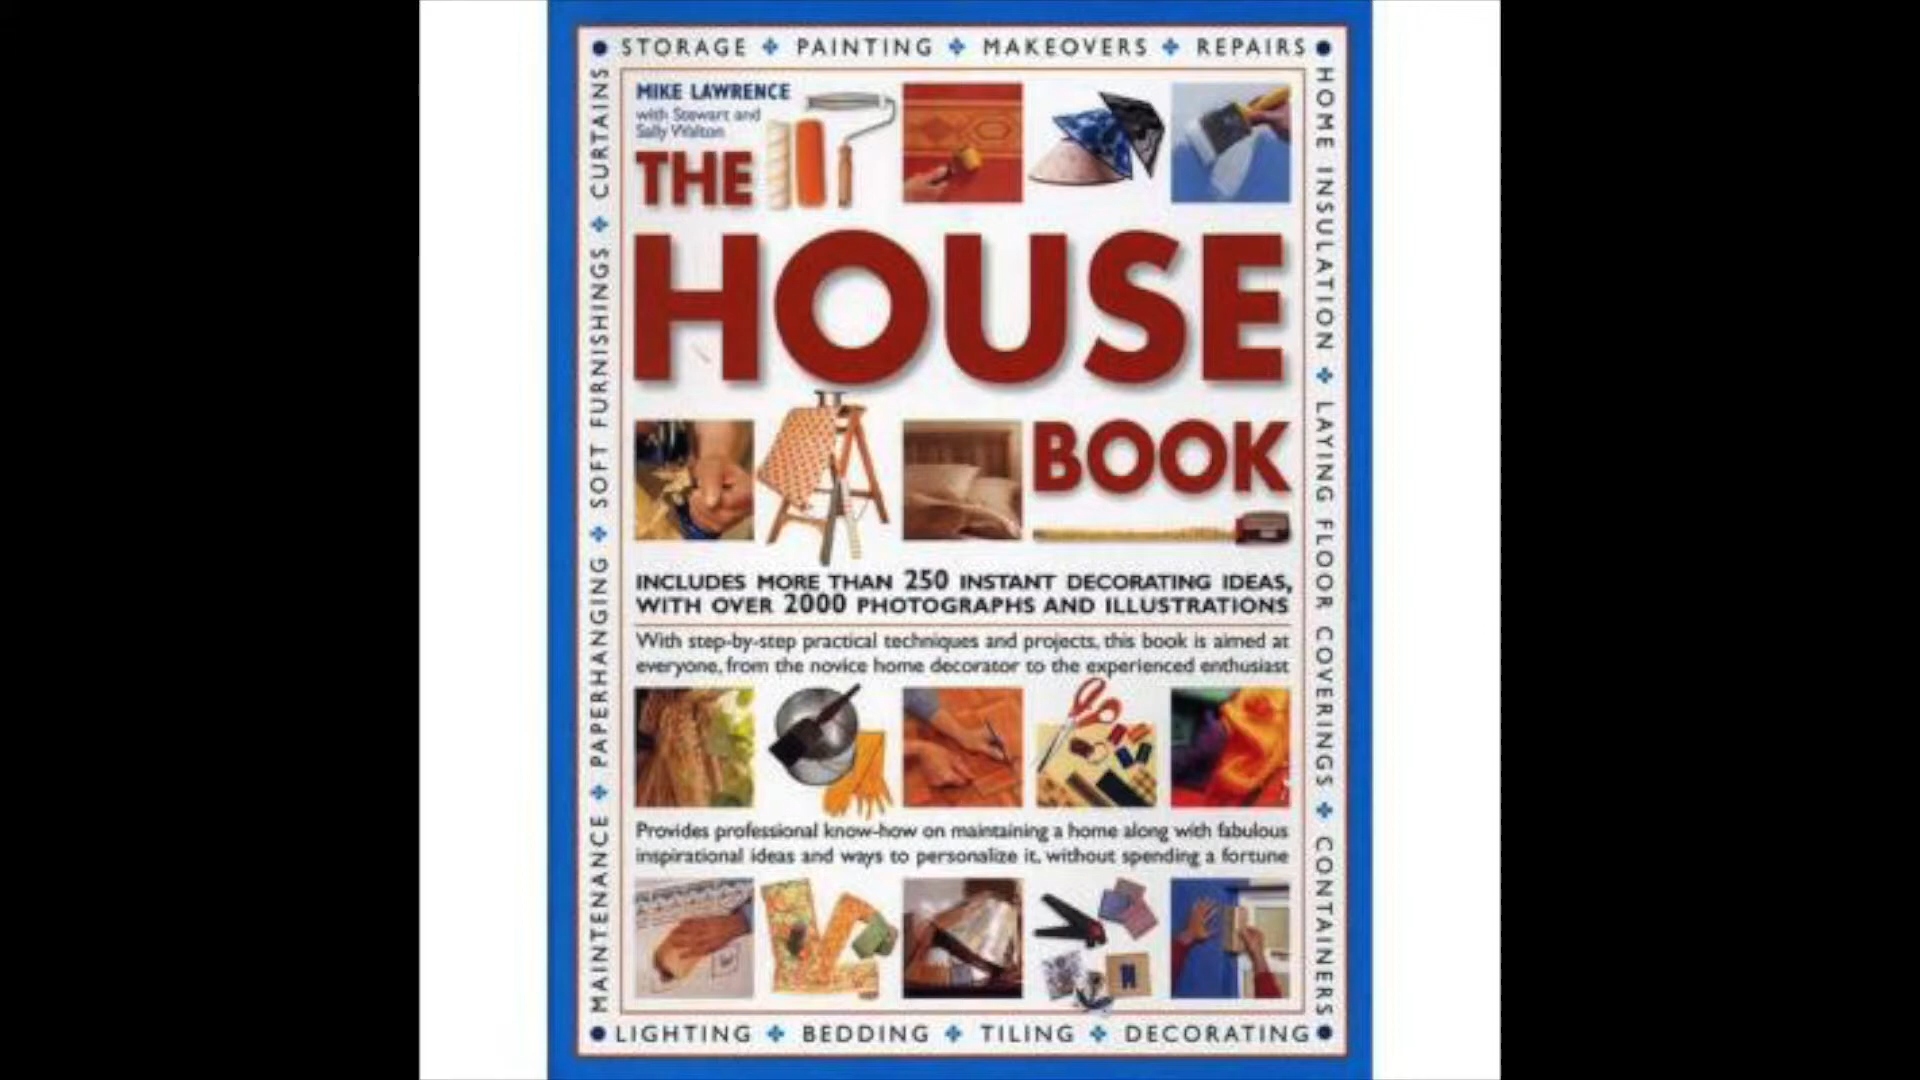 STORAGE PAINTING MAKEOVERS REPAIRS
HOME INSULATION LAYING FLOOR COVERINGS CONTAINERS
MAINTENANCE PAPERHANGING SOFT FURNISHINGS CURTAINS
MIKE LAWRENCE
with Stewart and
Sally Walton
THE
HOUSE
BOOK
INCLUDES MORE THAN 250 INSTANT DECORATING IDEAS,
WITH OVER 2000 PHOTOGRAPHS AND ILLUSTRATIONS
With step-by-step practical techniques and projects, this book is aimed at
everyone, from the novice home decorator to the experienced enthusiast
Provides professional know-how on maintaining a home along with fabulous
inspirational ideas and ways to personalize it, without spending a fortune
LIGHTING BEDDING TILING DECORATING